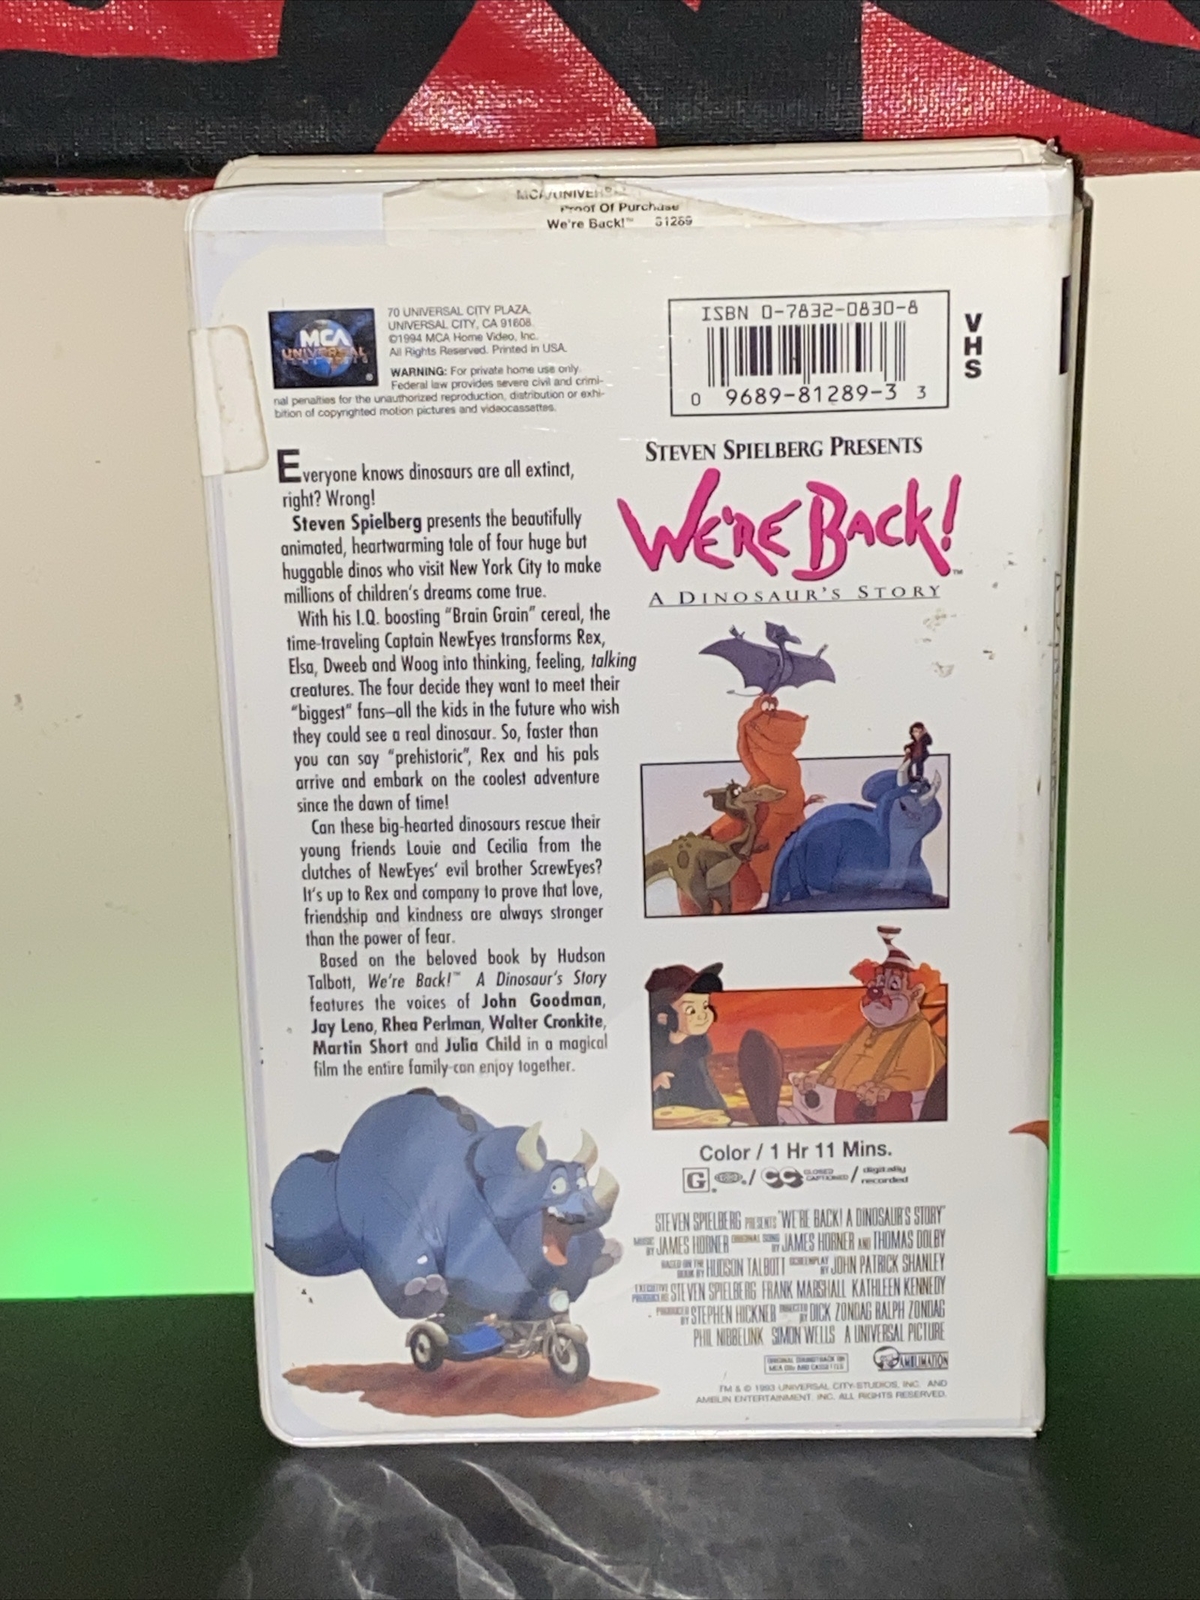 Proof Of Purchase
We're Back!™ 81289
MCA
UNIVERSAL
70 UNIVERSAL CITY PLAZA.
UNIVERSAL CITY, CA 91608.
©1994 MCA Home Video, Inc.
All Rights Reserved. Printed in USA.
WARNING: For private home use only.
Federal law provides severe civil and crimi-
nal penalties for the unauthorized reproduction, distribution or exhi-
bition of copyrighted motion pictures and videocassettes.
ISBN 0-7832-0830-8
0 9689-81289-3 3
VHS
Everyone knows dinosaurs are all extinct,
right? Wrong!
Steven Spielberg presents the beautifully
animated, heartwarming tale of four huge but
huggable dinos who visit New York City to make
millions of children's dreams come true.
With his I.Q. boosting "Brain Grain" cereal, the
time-traveling Captain NewEyes transforms Rex,
Elsa, Dweeb and Woog into thinking, feeling, talking
creatures. The four decide they want to meet their
"biggest" fans—all the kids in the future who wish
they could see a real dinosaur. So, faster than
you can say "prehistoric", Rex and his pals
arrive and embark on the coolest adventure
since the dawn of time!
Can these big-hearted dinosaurs rescue their
young friends Louie and Cecilia from the
clutches of NewEyes' evil brother ScrewEyes?
It's up to Rex and company to prove that love,
friendship and kindness are always stronger
than the power of fear.
Based on the beloved book by Hudson
Talbott, We're Back!™ A Dinosaur's Story
features the voices of John Goodman,
Jay Leno, Rhea Perlman, Walter Cronkite,
Martin Short and Julia Child in a magical
film the entire family can enjoy together.
STEVEN SPIELBERG PRESENTS
WE'RE BACK!™
A DINOSAUR'S STORY
Color / 1 Hr 11 Mins.
G ® / CC CLOSED CAPTIONED / digitally recorded
STEVEN SPIELBERG PRESENTS "WE'RE BACK! A DINOSAUR'S STORY"
MUSIC BY JAMES HORNER ORIGINAL SONG BY JAMES HORNER AND THOMAS DOLBY
BASED ON THE BOOK BY HUDSON TALBOTT SCREENPLAY BY JOHN PATRICK SHANLEY
EXECUTIVE PRODUCERS STEVEN SPIELBERG FRANK MARSHALL KATHLEEN KENNEDY
PRODUCED BY STEPHEN HICKNER DIRECTED BY DICK ZONDAG RALPH ZONDAG
PHIL NIBBELINK SIMON WELLS A UNIVERSAL PICTURE
ORIGINAL SOUNDTRACK ON MCA CDs AND CASSETTES
AMBLIMATION
TM & © 1993 UNIVERSAL CITY STUDIOS, INC. AND
AMBLIN ENTERTAINMENT, INC. ALL RIGHTS RESERVED.